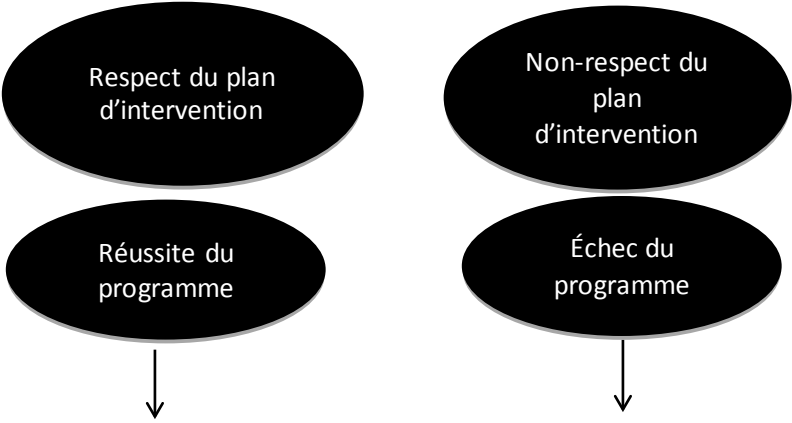 Respect du plan
d’intervention
Non-respect du
plan
d’intervention
Réussite du
programme
Échec du
programme